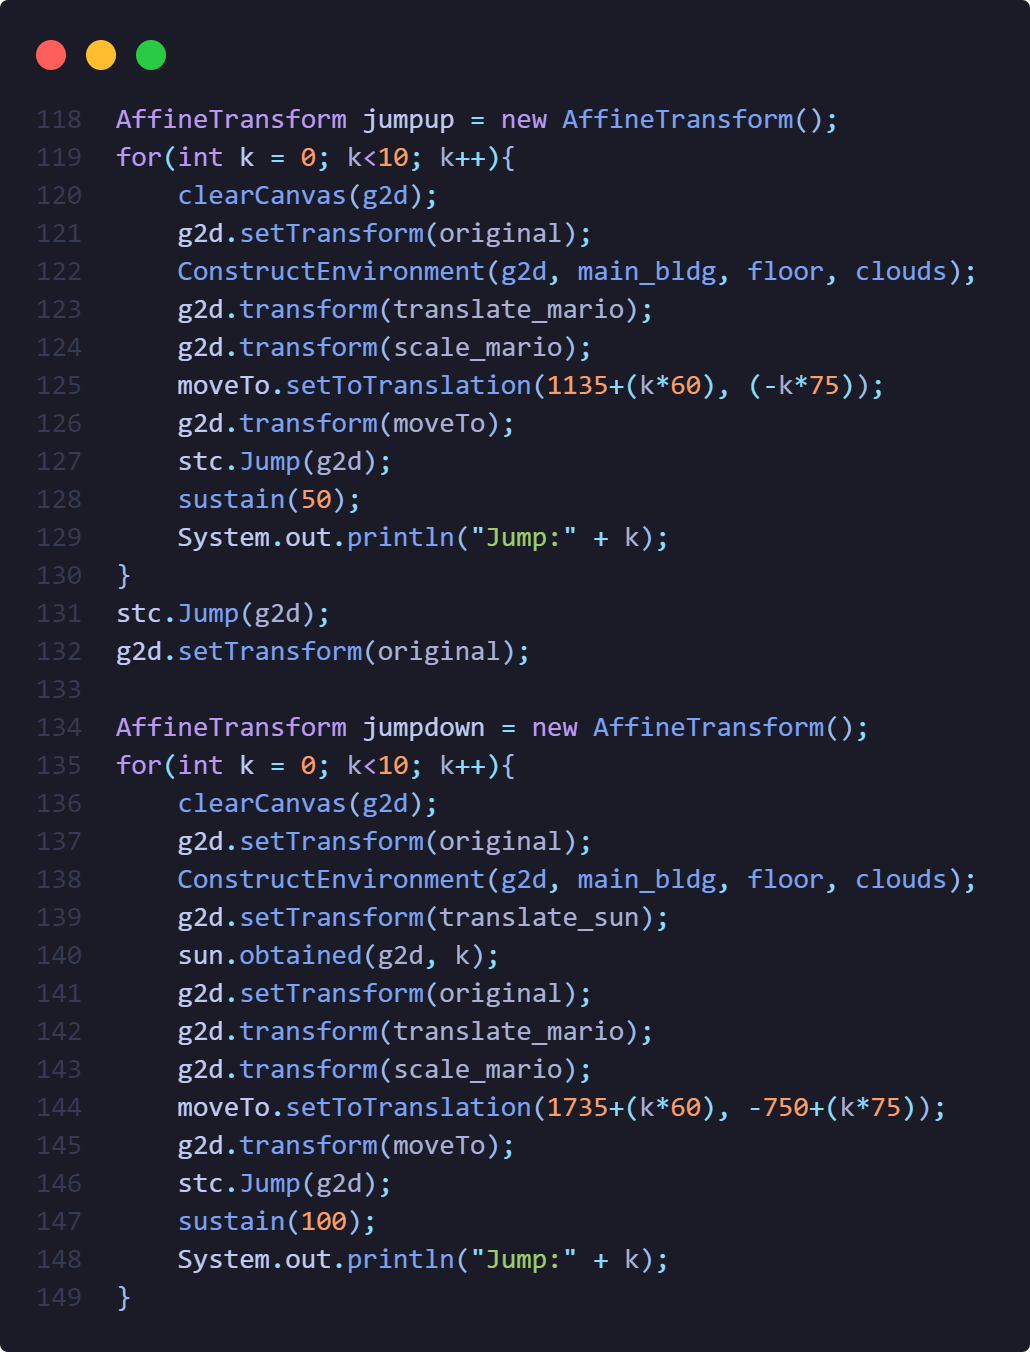 118 AffineTransform jumpup = new AffineTransform();
119 for(int k = 0; k<10; k++){
120     clearCanvas(g2d);
121     g2d.setTransform(original);
122     ConstructEnvironment(g2d, main_bldg, floor, clouds);
123     g2d.transform(translate_mario);
124     g2d.transform(scale_mario);
125     moveTo.setToTranslation(1135+(k*60), (-k*75));
126     g2d.transform(moveTo);
127     stc.Jump(g2d);
128     sustain(50);
129     System.out.println("Jump:" + k);
130 }
131 stc.Jump(g2d);
132 g2d.setTransform(original);
133
134 AffineTransform jumpdown = new AffineTransform();
135 for(int k = 0; k<10; k++){
136     clearCanvas(g2d);
137     g2d.setTransform(original);
138     ConstructEnvironment(g2d, main_bldg, floor, clouds);
139     g2d.setTransform(translate_sun);
140     sun.obtained(g2d, k);
141     g2d.setTransform(original);
142     g2d.transform(translate_mario);
143     g2d.transform(scale_mario);
144     moveTo.setToTranslation(1735+(k*60), -750+(k*75));
145     g2d.transform(moveTo);
146     stc.Jump(g2d);
147     sustain(100);
148     System.out.println("Jump:" + k);
149 }